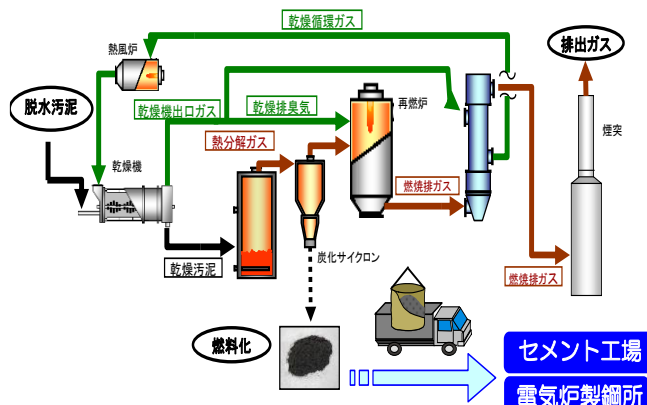 乾燥循環ガス
排出ガス
熱風炉
脱水汚泥
乾燥機出口ガス
乾燥排臭気
再燃炉
煙突
熱分解ガス
乾燥機
燃焼排ガス
乾燥汚泥
炭化サイクロン
燃焼排ガス
燃料化
セメント工場
電気炉製鋼所